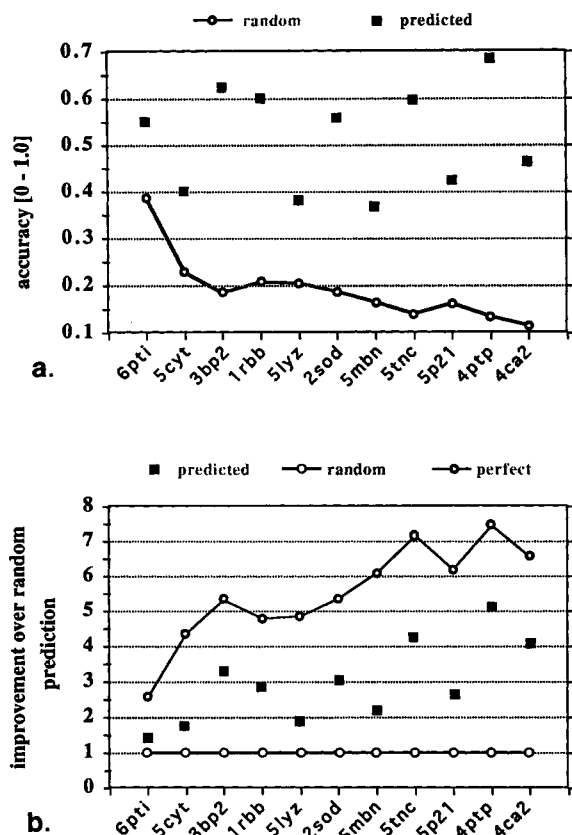 random predicted
accuracy [0 - 1.0]
0.7
0.6
0.5
0.4
0.3
0.2
0.1
6pti 5cyt 3bp2 1rbb 5lyz 2sod 5mbn 5tnc 5p21 4ptp 4ca2
a.
predicted random perfect
improvement over random
prediction
8
7
6
5
4
3
2
1
0
6pti 5cyt 3bp2 1rbb 5lyz 2sod 5mbn 5tnc 5p21 4ptp 4ca2
b.